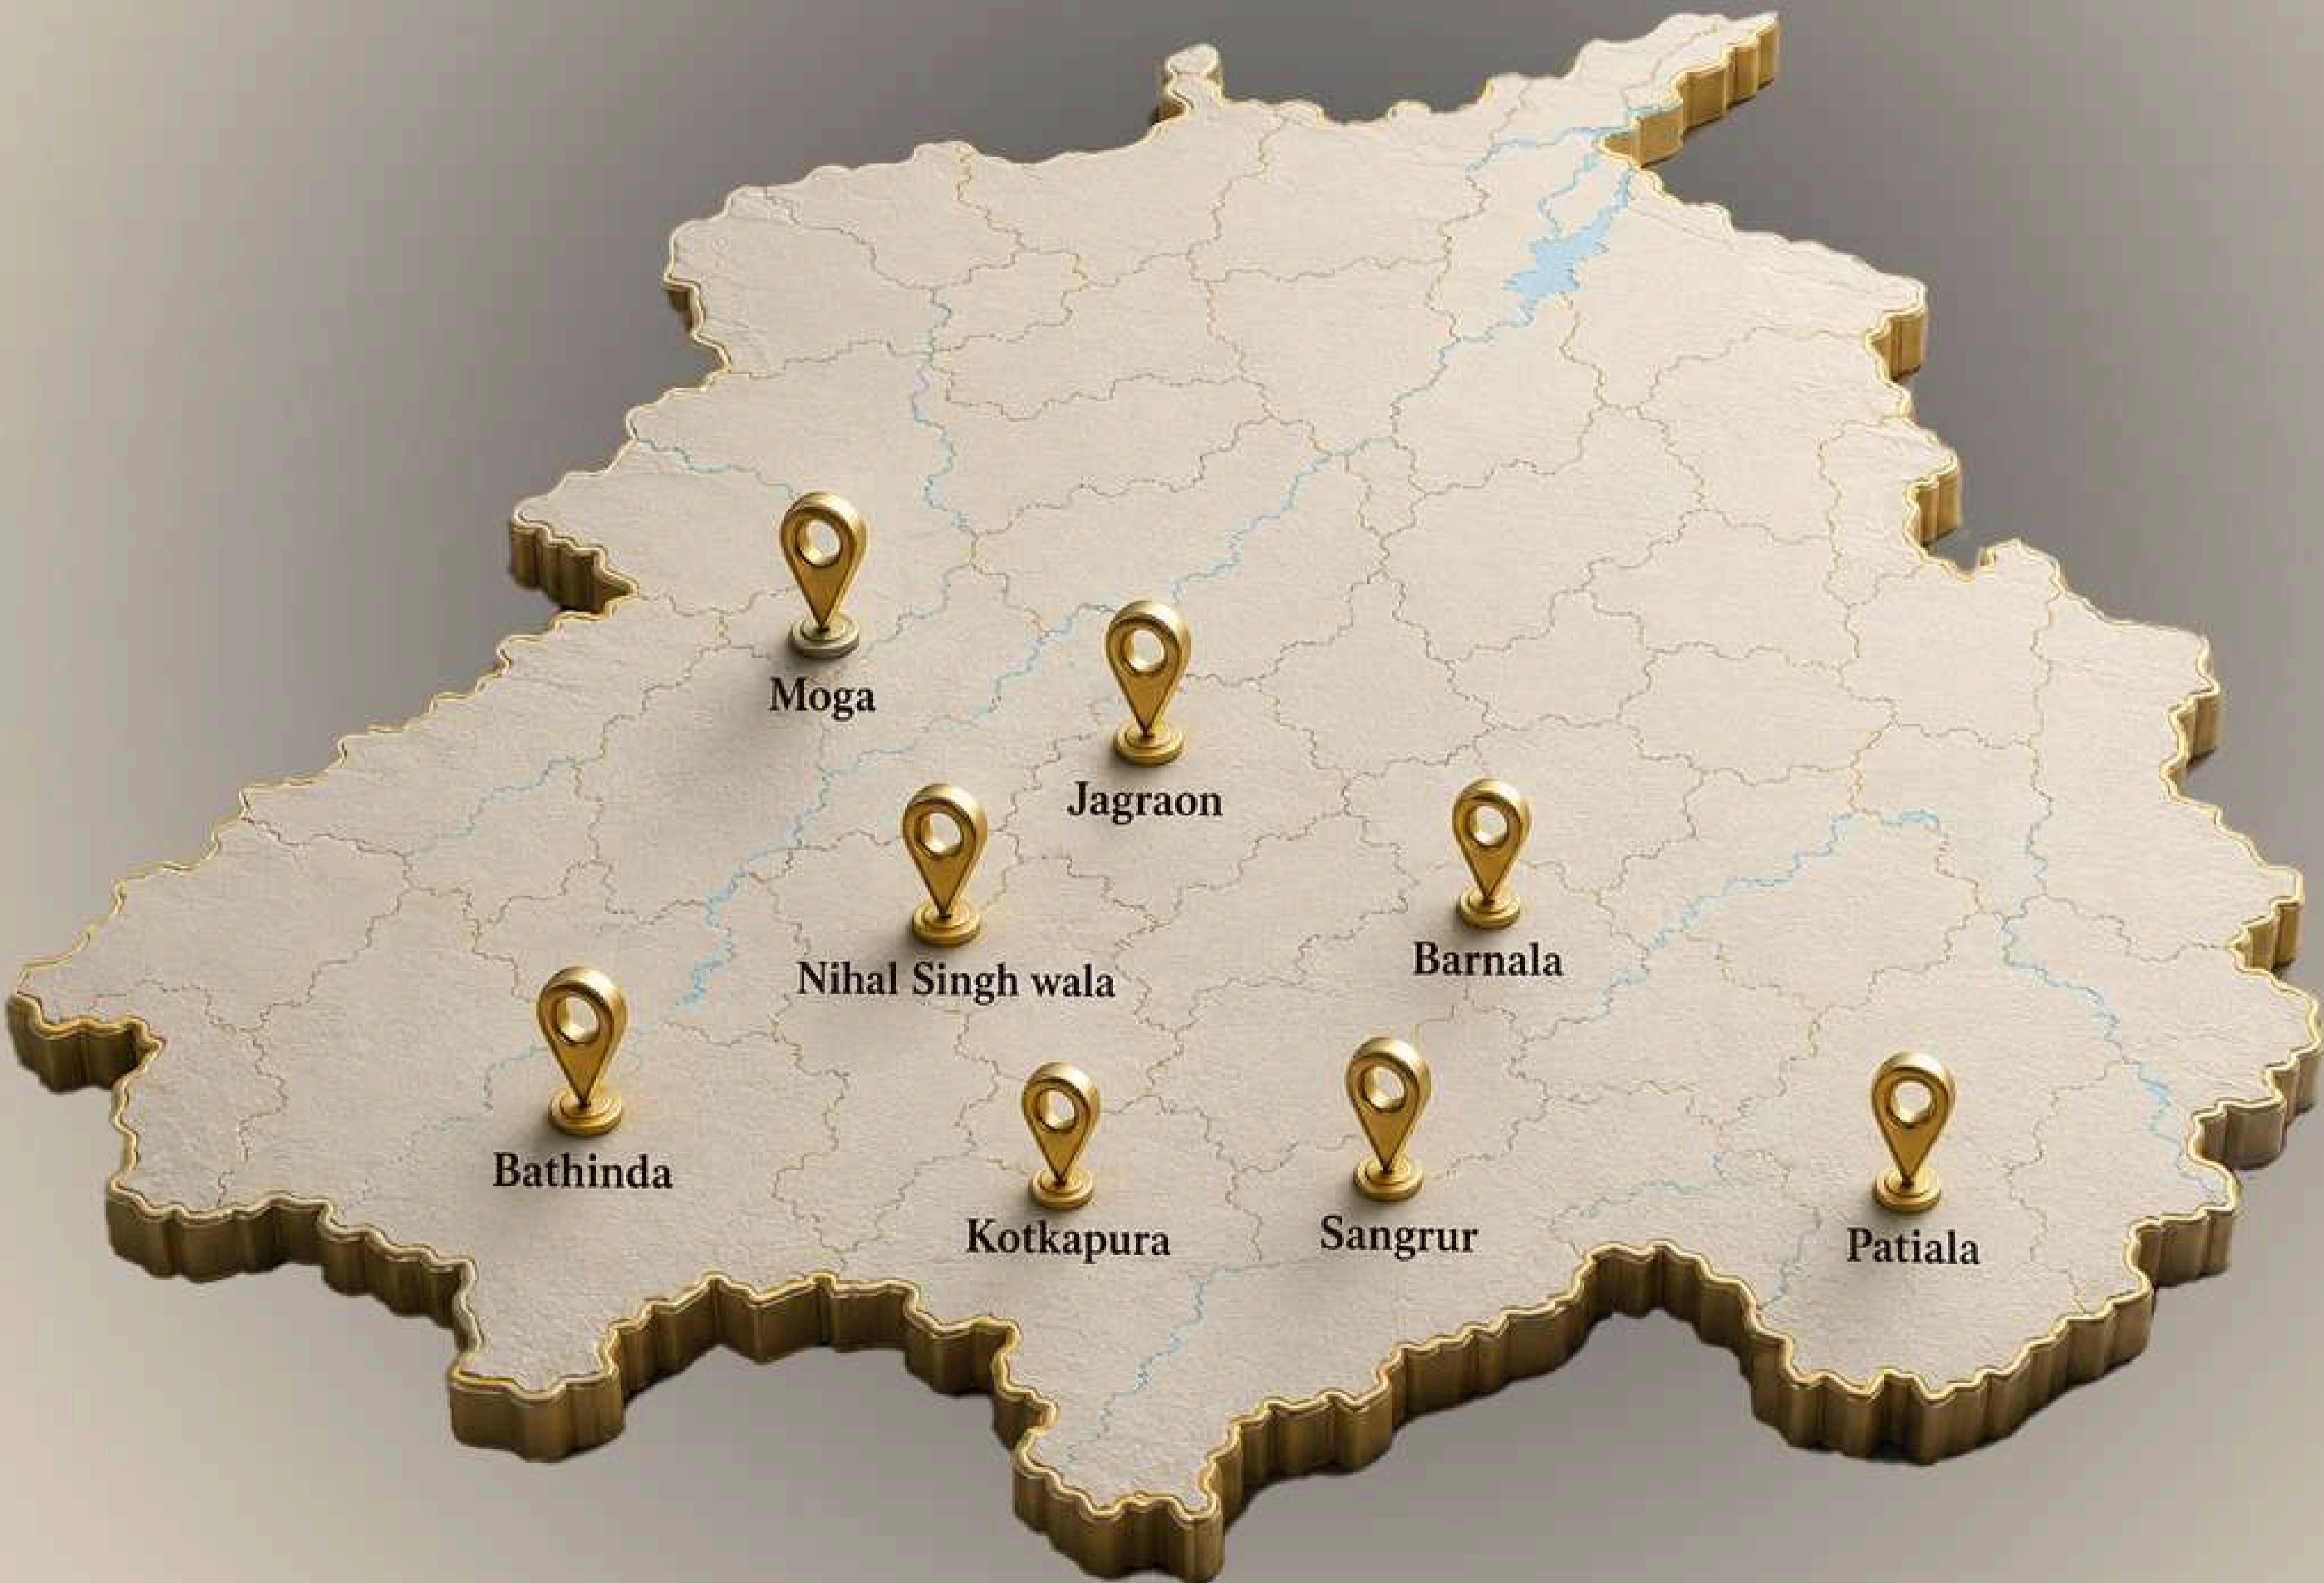 Moga
Jagraon
Nihal Singh wala
Barnala
Bathinda
Kotkapura
Sangrur
Patiala